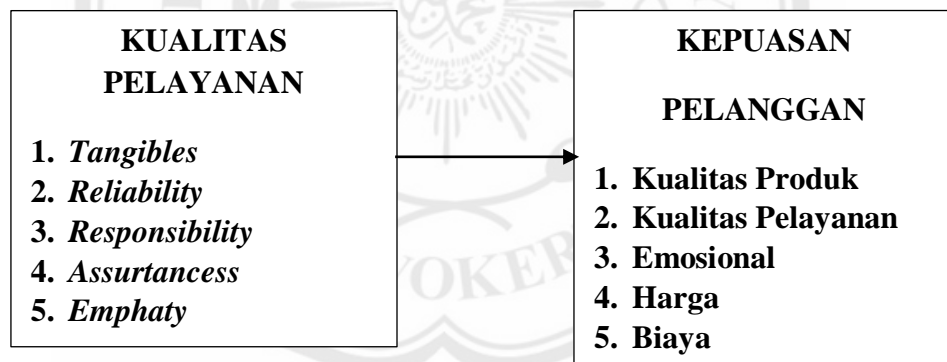 KUALITAS
PELAYANAN
1. Tangibles
2. Reliability
3. Responsibility
4. Assurtancess
5. Emphaty
KEPUASAN
PELANGGAN
1. Kualitas Produk
2. Kualitas Pelayanan
3. Emosional
4. Harga
5. Biaya